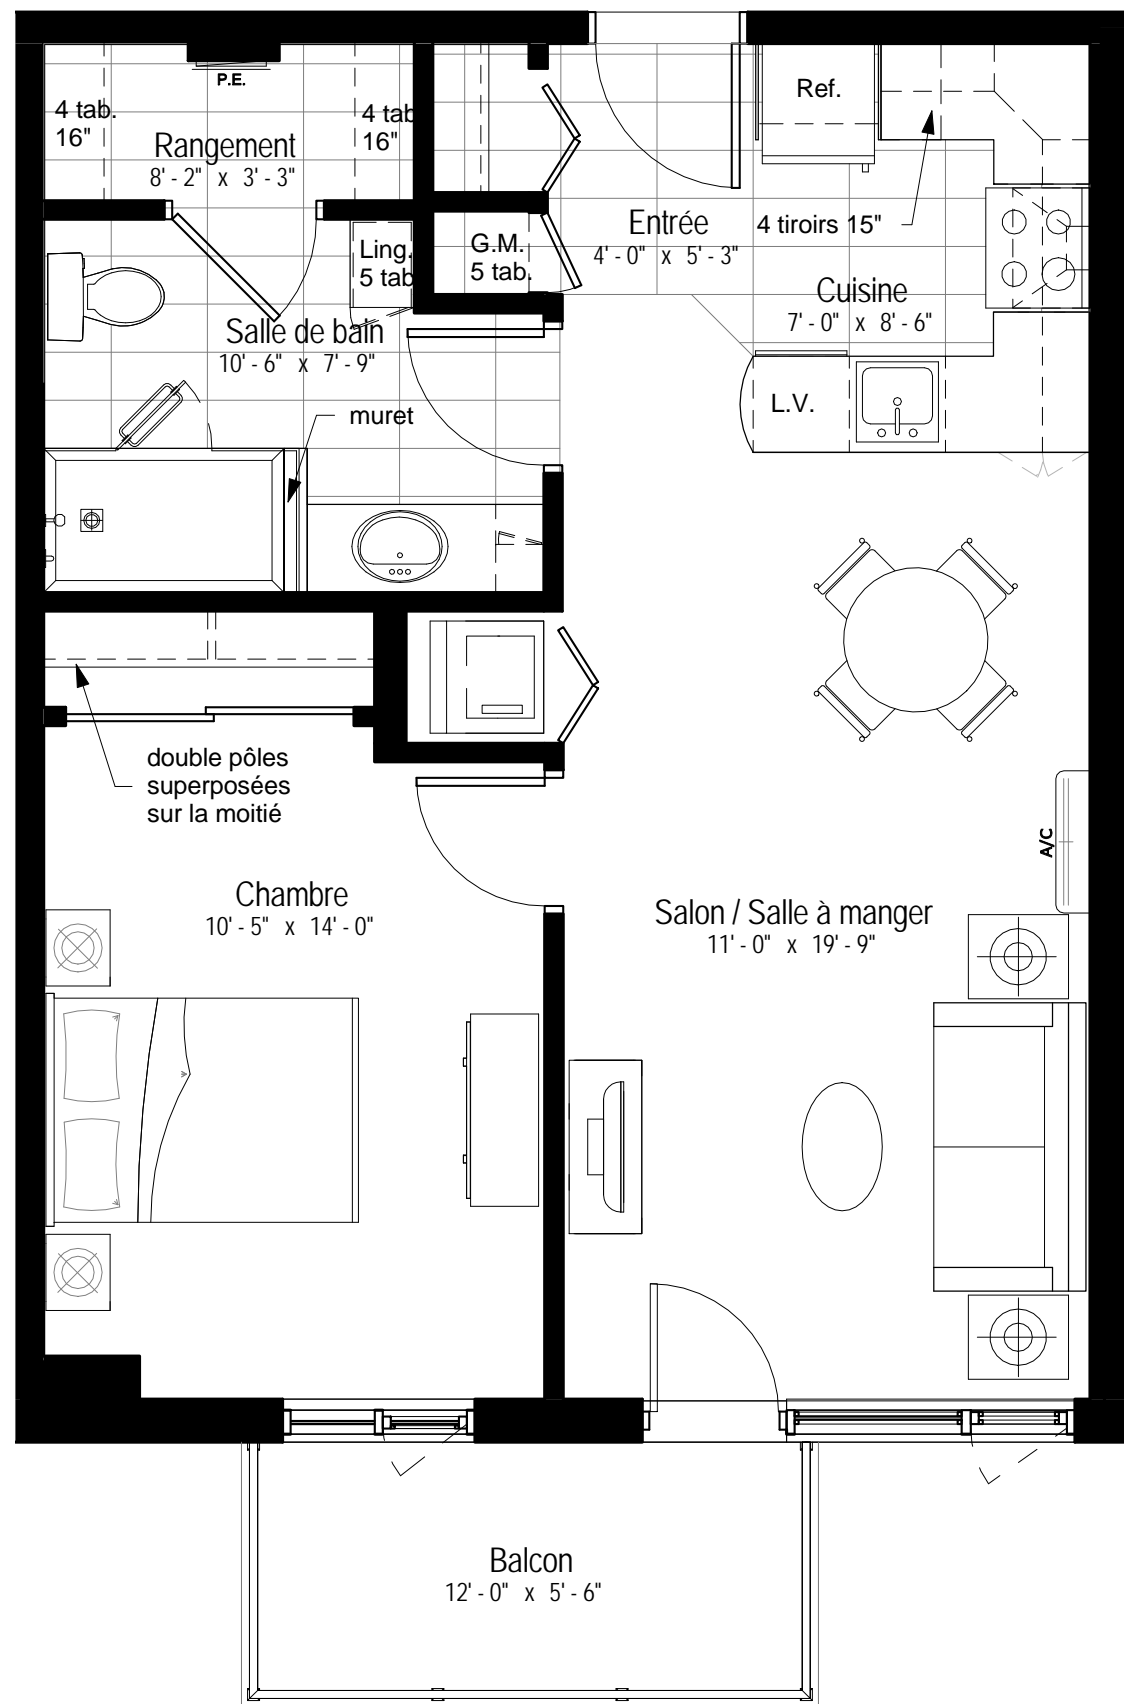 P.E.
4 tab.
16"
4 tab
16"
Rangement
8' - 2" x 3' - 3"
Ref.
4 tiroirs 15"
Entrée
4' - 0" x 5' - 3"
Ling.
5 tab
G.M.
5 tab.
Cuisine
7' - 0" x 8' - 6"
Salle de bain
10' - 6" x 7' - 9"
muret
L.V.
double pôles
superposées
sur la moitié
A/C
Chambre
10' - 5" x 14' - 0"
Salon / Salle à manger
11' - 0" x 19' - 9"
Balcon
12' - 0" x 5' - 6"